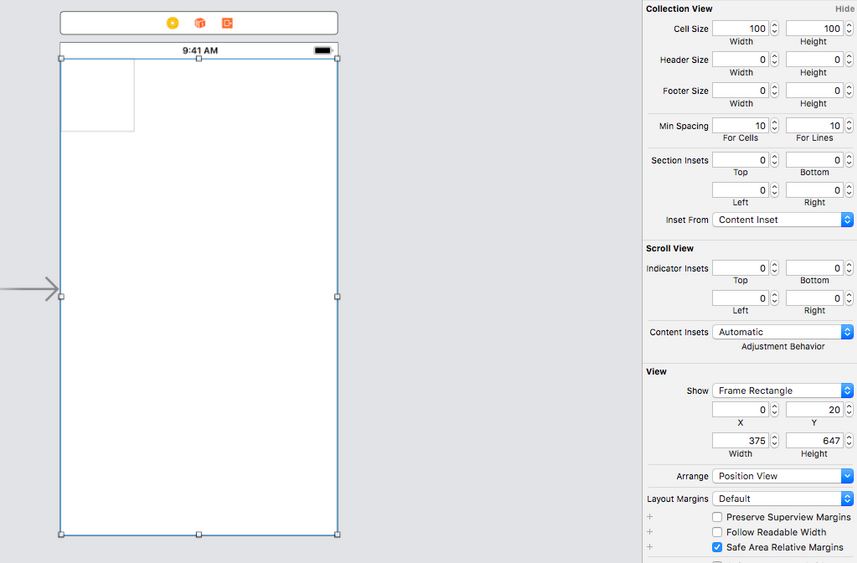 9:41 AM
Collection View Hide
Cell Size 100 100
Width Height
Header Size 0 0
Width Height
Footer Size 0 0
Width Height
Min Spacing 10 10
For Cells For Lines
Section Insets 0 0
Top Bottom
0 0
Left Right
Inset From Content Inset
Scroll View
Indicator Insets 0 0
Top Bottom
0 0
Left Right
Content Insets Automatic
Adjustment Behavior
View
Show Frame Rectangle
0 20
X Y
375 647
Width Height
Arrange Position View
Layout Margins Default
Preserve Superview Margins
Follow Readable Width
Safe Area Relative Margins